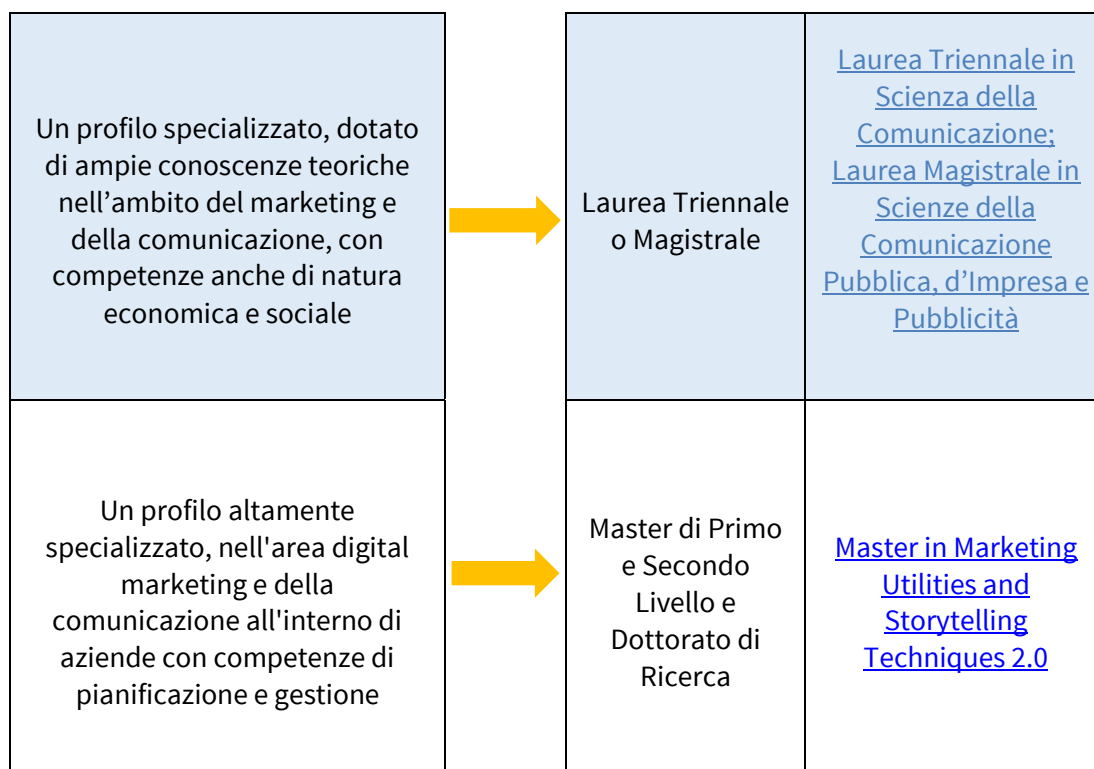 Un profilo specializzato, dotato
di ampie conoscenze teoriche
nell’ambito del marketing e
della comunicazione, con
competenze anche di natura
economica e sociale
Laurea Triennale
o Magistrale
Laurea Triennale in
Scienza della
Comunicazione;
Laurea Magistrale in
Scienze della
Comunicazione
Pubblica, d’Impresa e
Pubblicità
Un profilo altamente
specializzato, nell'area digital
marketing e della
comunicazione all'interno di
aziende con competenze di
pianificazione e gestione
Master di Primo
e Secondo
Livello e
Dottorato di
Ricerca
Master in Marketing
Utilities and
Storytelling
Techniques 2.0